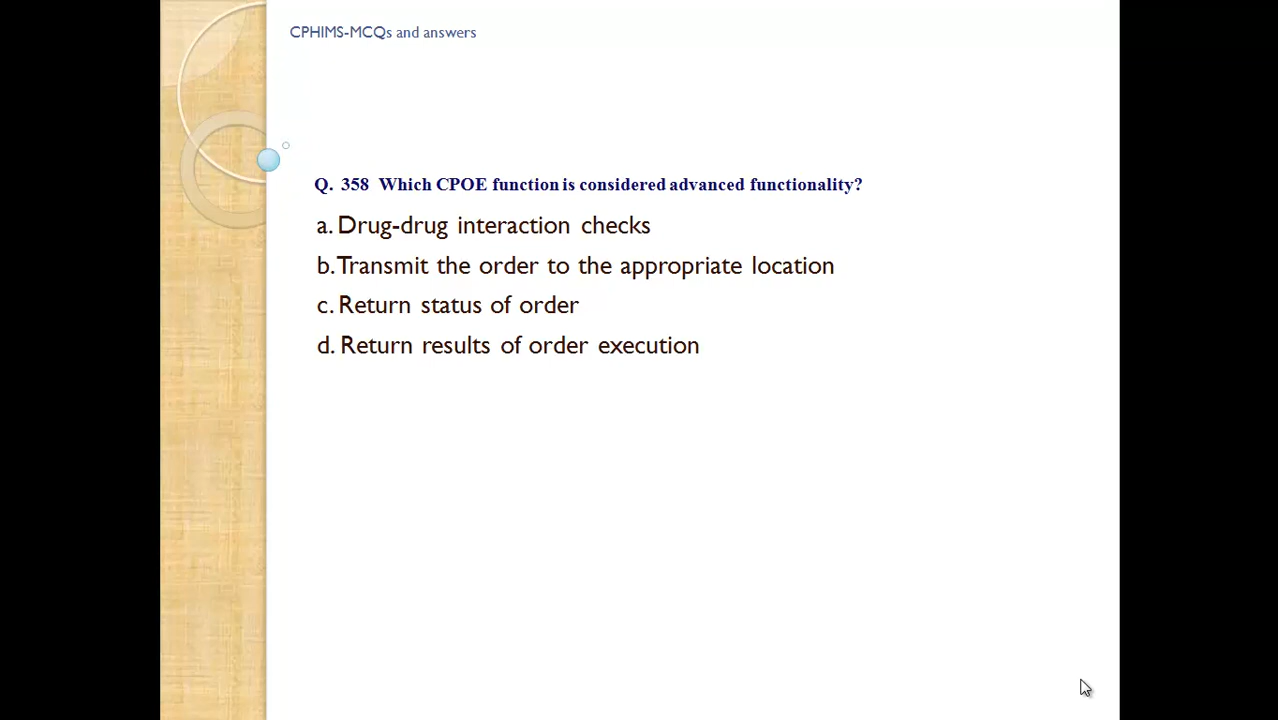 CPHIMS-MCQs and answers
Q. 358 Which CPOE function is considered advanced functionality?
a. Drug-drug interaction checks
b. Transmit the order to the appropriate location
c. Return status of order
d. Return results of order execution